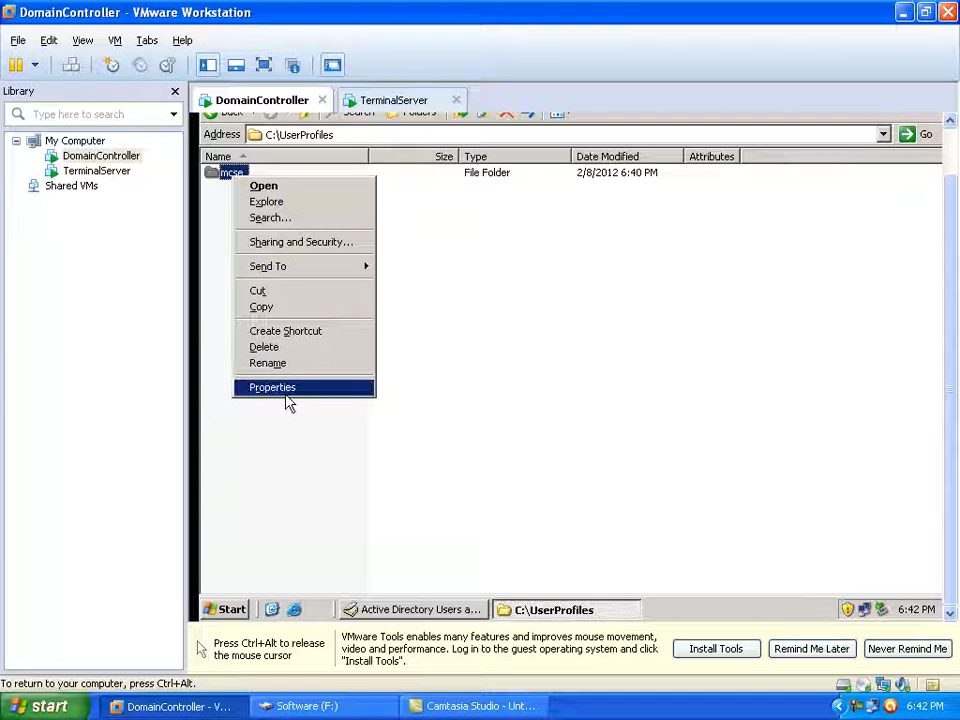 DomainController - VMware Workstation
File Edit View VM Tabs Help
Library
Type here to search
My Computer
DomainController
TerminalServer
Shared VMs
DomainController
TerminalServer
Back Search Folders
Address C:\UserProfiles Go
Name Size Type Date Modified Attributes
mcse File Folder 2/8/2012 6:40 PM
Open
Explore
Search...
Sharing and Security...
Send To
Cut
Copy
Create Shortcut
Delete
Rename
Properties
Start Active Directory Users a... C:\UserProfiles 6:42 PM
Press Ctrl+Alt to release
the mouse cursor
VMware Tools enables many features and improves mouse movement,
video and performance. Log in to the guest operating system and click
"Install Tools".
Install Tools Remind Me Later Never Remind Me
To return to your computer, press Ctrl+Alt.
start DomainController - V... Software (F:) Camtasia Studio - Unt... 6:42 PM